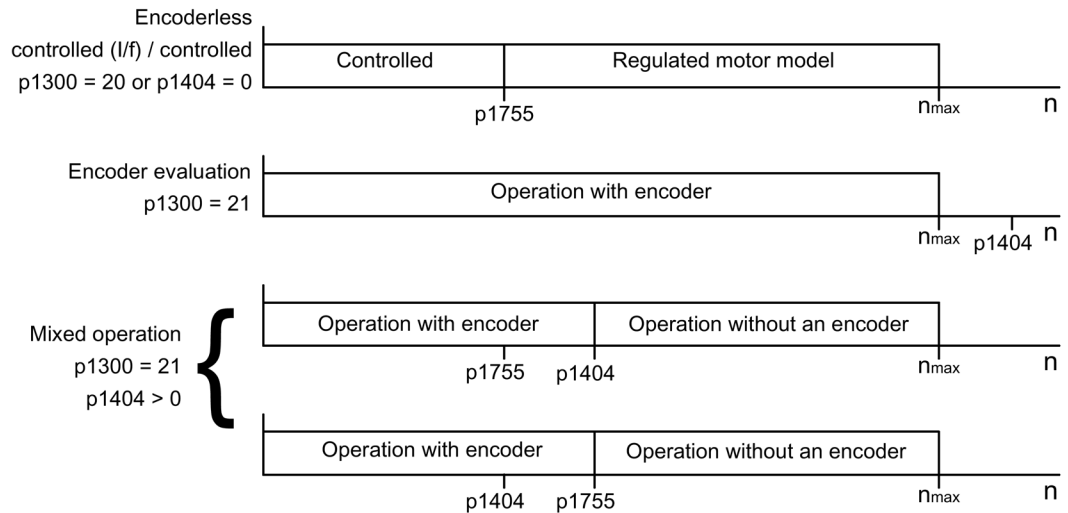 Encoderless
controlled (I/f) / controlled
p1300 = 20 or p1404 = 0
Controlled
Regulated motor model
p1755
nmax
n
Encoder evaluation
p1300 = 21
Operation with encoder
nmax
p1404
n
Mixed operation
p1300 = 21
p1404 > 0
Operation with encoder
Operation without an encoder
p1755
p1404
nmax
n
Operation with encoder
Operation without an encoder
p1404
p1755
nmax
n